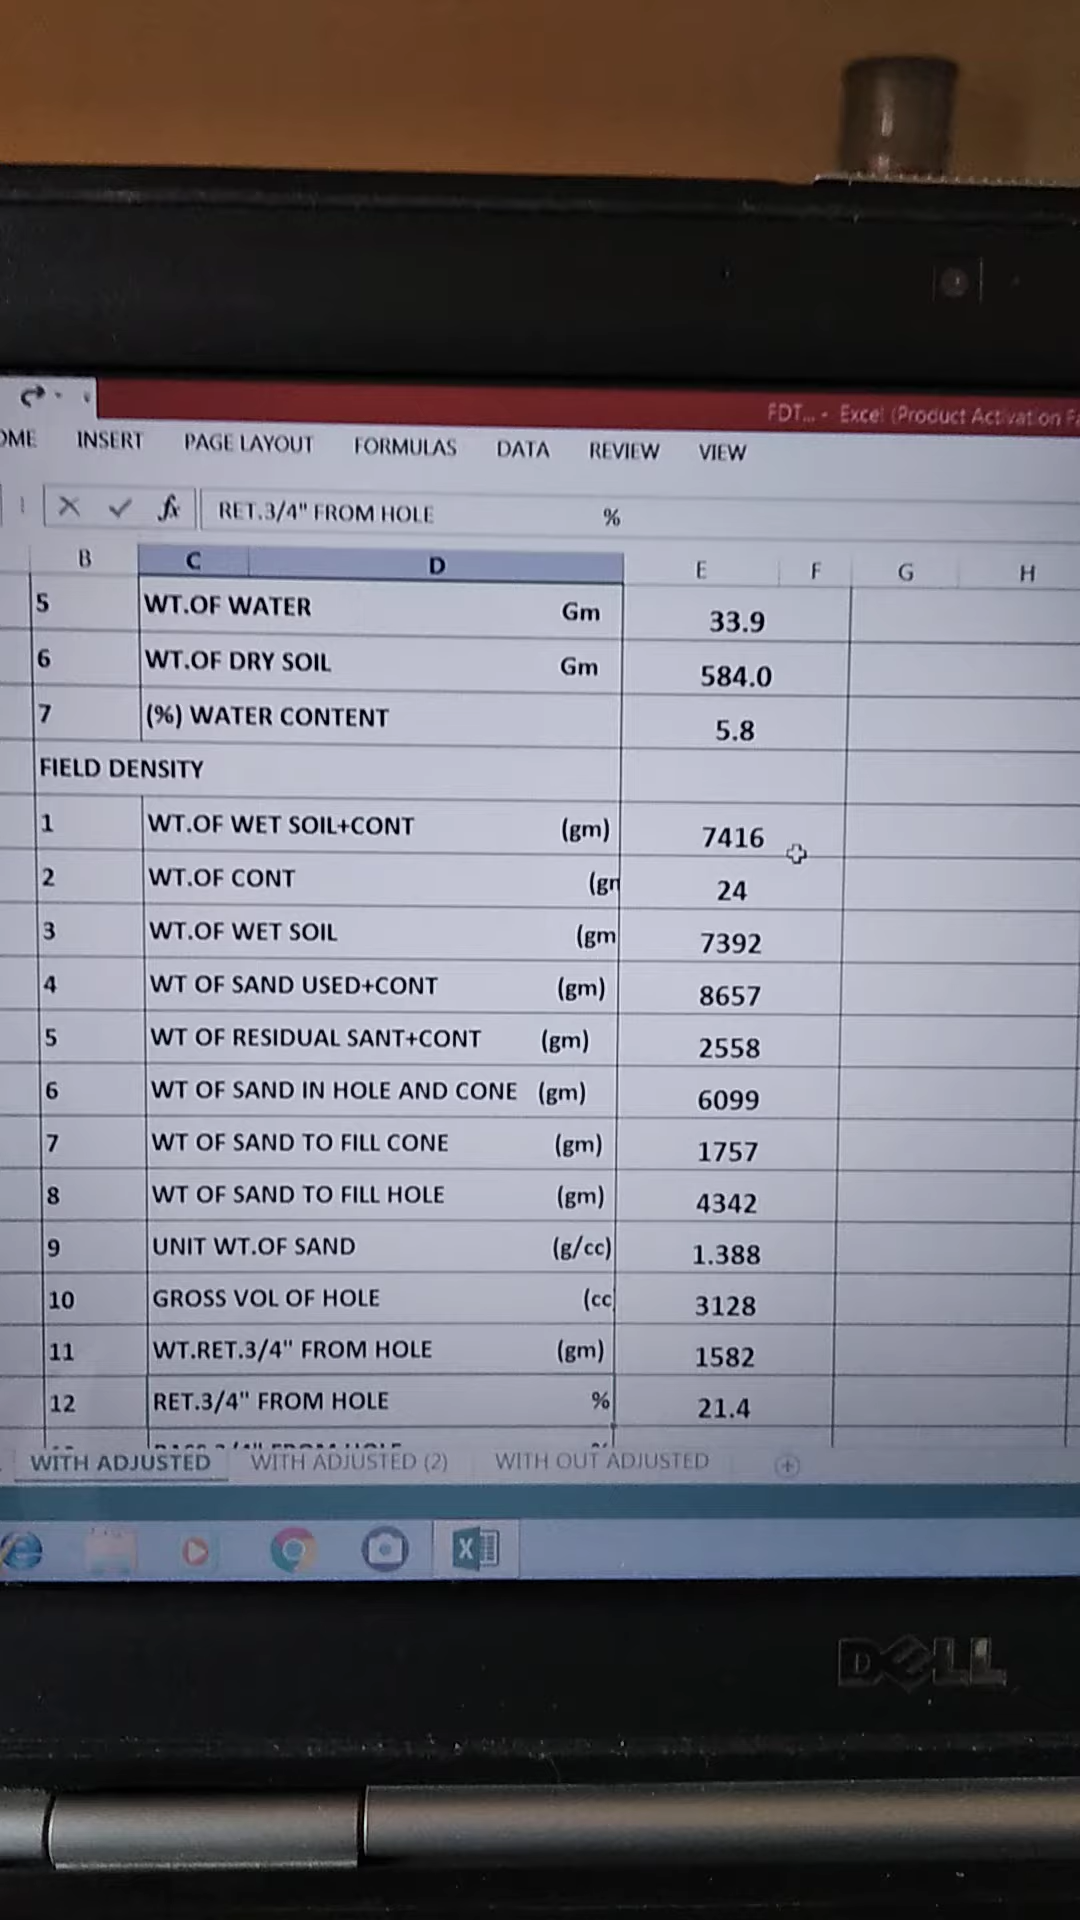 FDT... - Excel (Product Activation Fa
OME INSERT PAGE LAYOUT FORMULAS DATA REVIEW VIEW
fx RET.3/4" FROM HOLE %
B C D E F G H
5 WT.OF WATER Gm 33.9
6 WT.OF DRY SOIL Gm 584.0
7 (%) WATER CONTENT 5.8
FIELD DENSITY
1 WT.OF WET SOIL+CONT (gm) 7416
2 WT.OF CONT (gm 24
3 WT.OF WET SOIL (gm 7392
4 WT OF SAND USED+CONT (gm) 8657
5 WT OF RESIDUAL SANT+CONT (gm) 2558
6 WT OF SAND IN HOLE AND CONE (gm) 6099
7 WT OF SAND TO FILL CONE (gm) 1757
8 WT OF SAND TO FILL HOLE (gm) 4342
9 UNIT WT.OF SAND (g/cc) 1.388
10 GROSS VOL OF HOLE (cc 3128
11 WT.RET.3/4" FROM HOLE (gm) 1582
12 RET.3/4" FROM HOLE % 21.4
WITH ADJUSTED WITH ADJUSTED (2) WITH OUT ADJUSTED
DELL